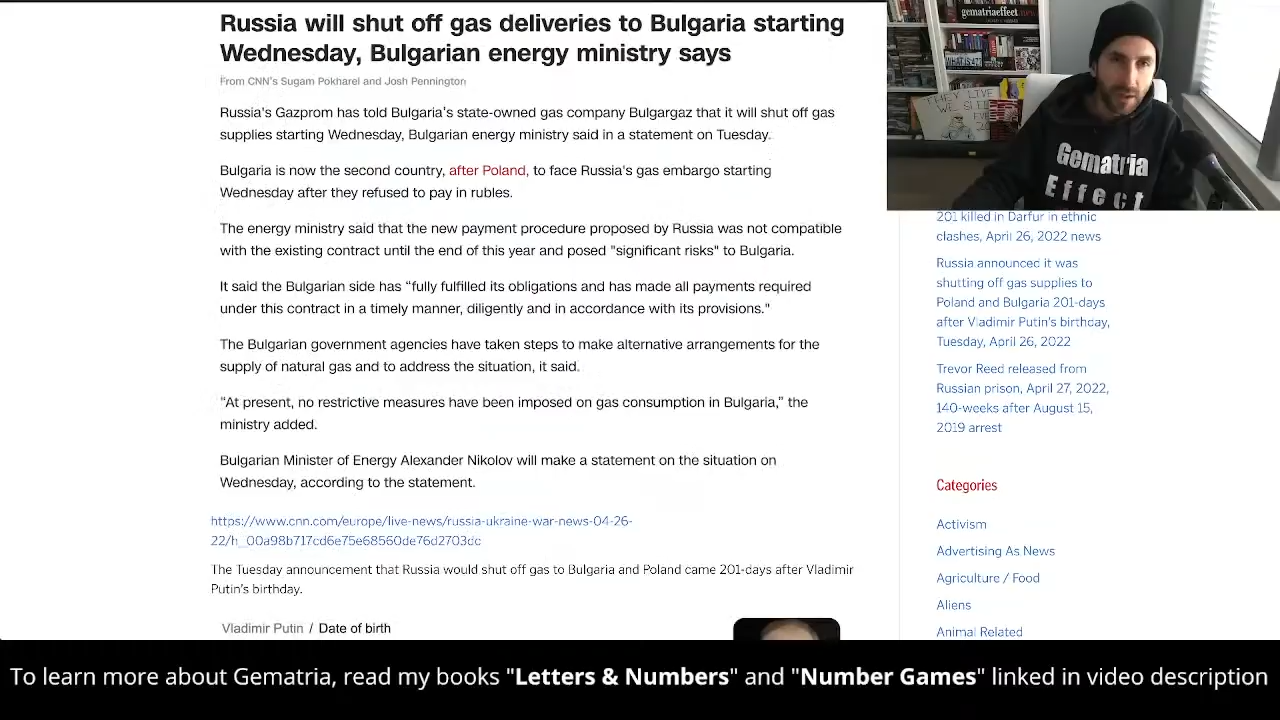 Russia will shut off gas deliveries to Bulgaria starting
Wednesday, Bulgarian energy ministry says
From CNN's Sugam Pokharel and Josh Pennington
Russia's Gazprom has told Bulgaria's state-owned gas company Bulgargaz that it will shut off gas
supplies starting Wednesday, Bulgarian energy ministry said in a statement on Tuesday.
Bulgaria is now the second country, after Poland, to face Russia's gas embargo starting
Wednesday after they refused to pay in rubles.
The energy ministry said that the new payment procedure proposed by Russia was not compatible
with the existing contract until the end of this year and posed "significant risks" to Bulgaria.
It said the Bulgarian side has “fully fulfilled its obligations and has made all payments required
under this contract in a timely manner, diligently and in accordance with its provisions."
The Bulgarian government agencies have taken steps to make alternative arrangements for the
supply of natural gas and to address the situation, it said.
“At present, no restrictive measures have been imposed on gas consumption in Bulgaria,” the
ministry added.
Bulgarian Minister of Energy Alexander Nikolov will make a statement on the situation on
Wednesday, according to the statement.
https://www.cnn.com/europe/live-news/russia-ukraine-war-news-04-26-
22/h_00a98b717cd6e75e68560de76d2703dc
The Tuesday announcement that Russia would shut off gas to Bulgaria and Poland came 201-days after Vladimir
Putin's birthday.
Vladimir Putin / Date of birth
gematriaeffect.news
THEY LIVE
WE SLEEP
Gematria
Effect
201 killed in Darfur in ethnic
clashes, April 26, 2022 news
Russia announced it was
shutting off gas supplies to
Poland and Bulgaria 201-days
after Vladimir Putin's birthday,
Tuesday, April 26, 2022
Trevor Reed released from
Russian prison, April 27, 2022,
140-weeks after August 15,
2019 arrest
Categories
Activism
Advertising As News
Agriculture / Food
Aliens
Animal Related
To learn more about Gematria, read my books "Letters & Numbers" and "Number Games" linked in video description